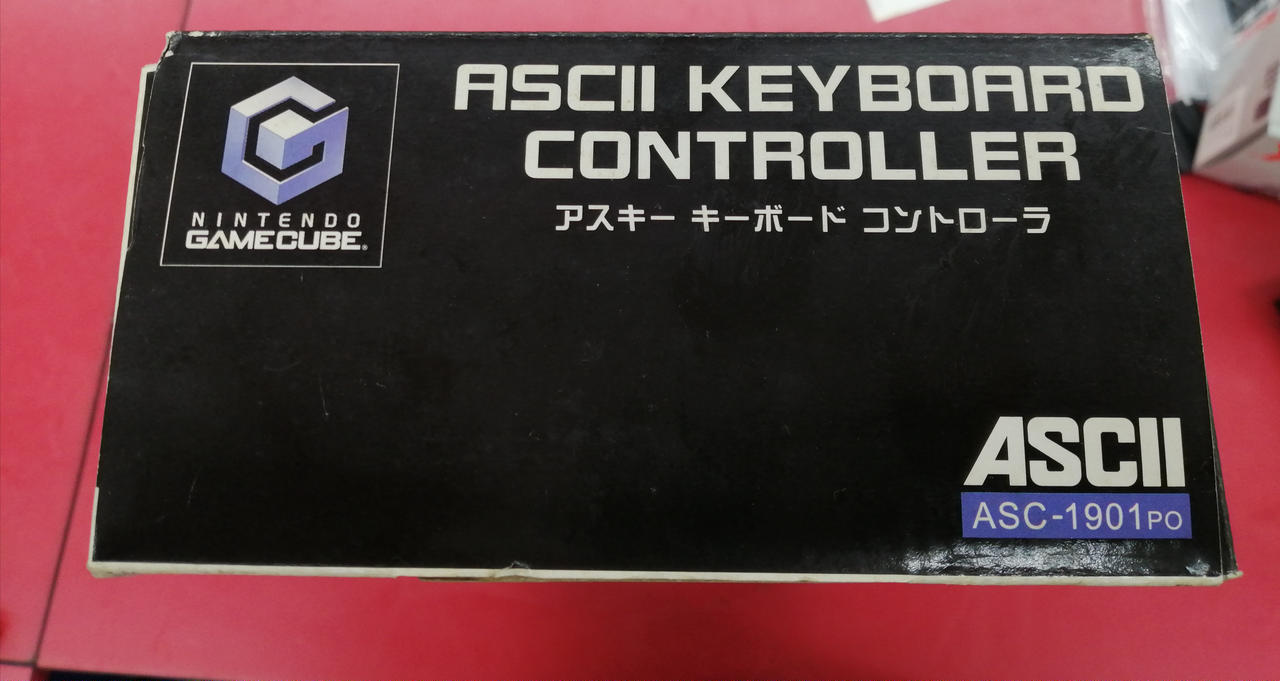 NINTENDO
GAMECUBE®
ASCII KEYBOARD
CONTROLLER
アスキー キーボード コントローラ
ASCII
ASC-1901PO